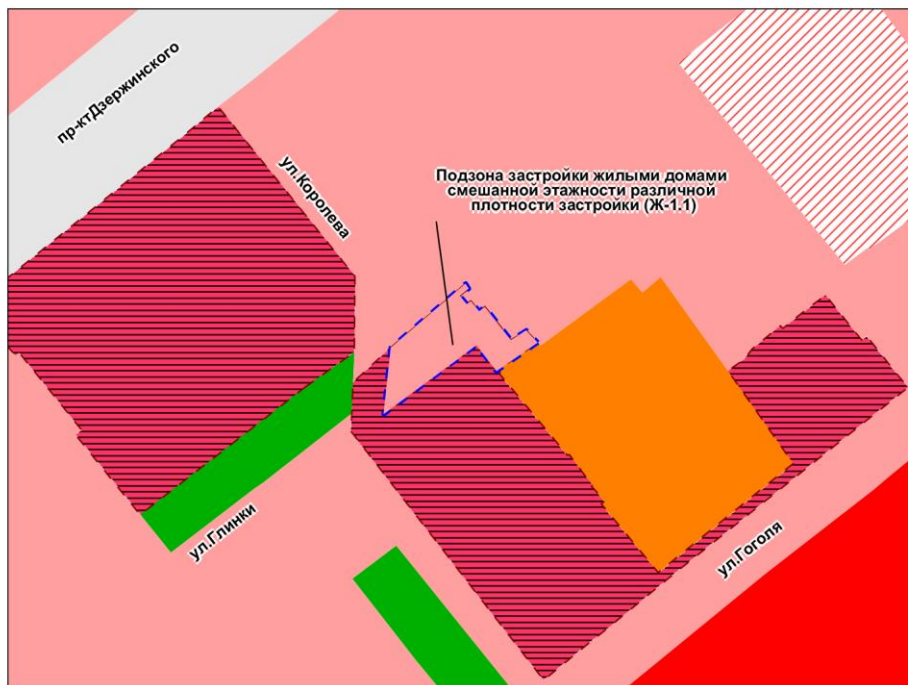 пр-ктДзержинского
ул.Королева
Подзона застройки жилыми домами
смешанной этажности различной
плотности застройки (Ж-1.1)
ул.Глинки
ул.Гоголя